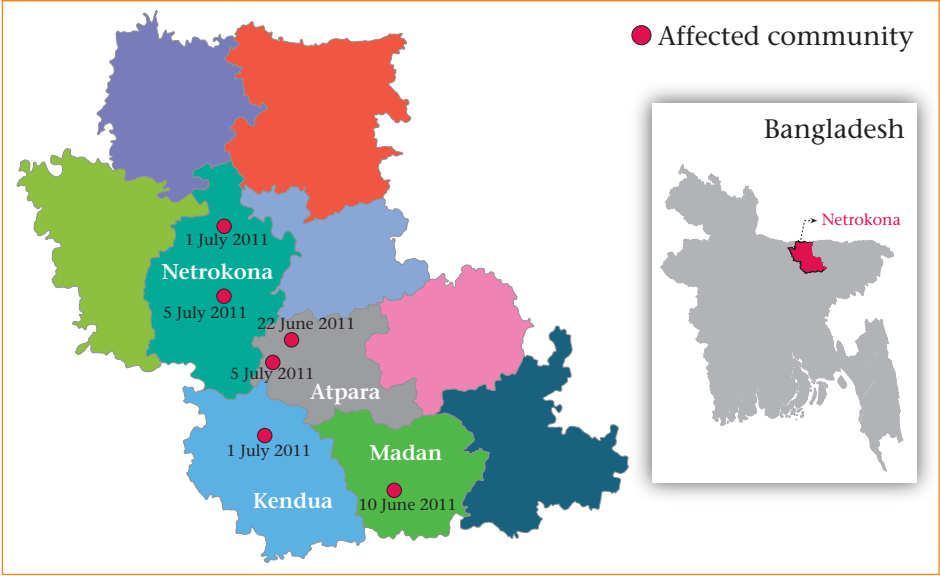 Affected community
Bangladesh
Netrokona
1 July 2011
Netrokona
5 July 2011
22 June 2011
5 July 2011
Atpara
1 July 2011
Madan
Kendua
10 June 2011